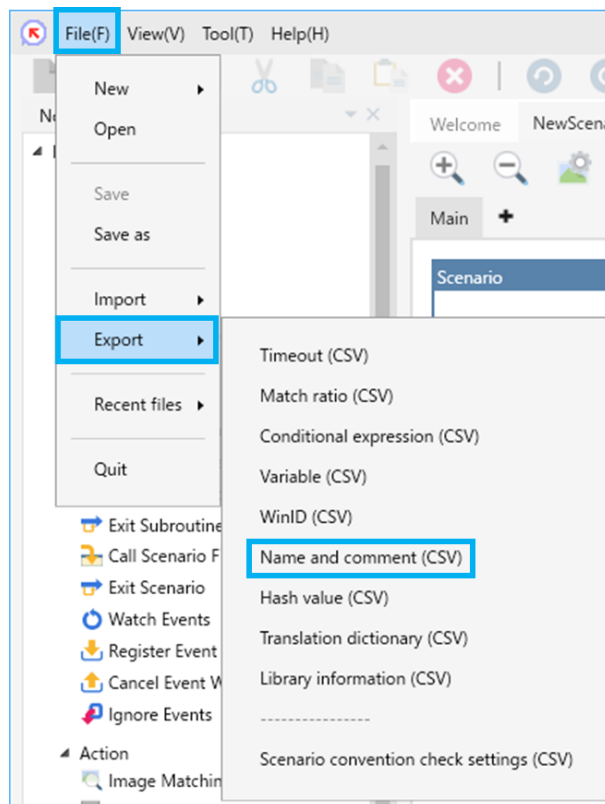 File(F) View(V) Tool(T) Help(H)
New
Open
Save
Save as
Import
Export
Recent files
Quit
Welcome NewScena
Main
Scenario
Timeout (CSV)
Match ratio (CSV)
Conditional expression (CSV)
Variable (CSV)
WinID (CSV)
Name and comment (CSV)
Hash value (CSV)
Translation dictionary (CSV)
Library information (CSV)
----------------
Scenario convention check settings (CSV)
Exit Subroutine
Call Scenario F
Exit Scenario
Watch Events
Register Event
Cancel Event W
Ignore Events
Action
Image Matchin